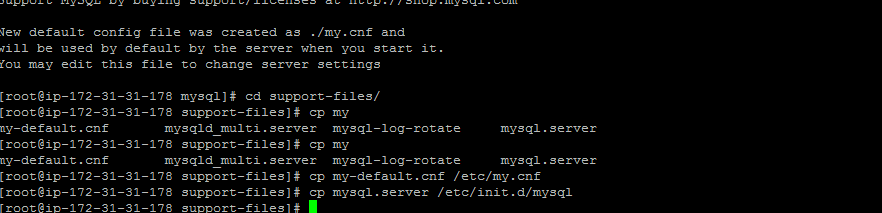 Support MySQL by buying support/licenses at http://shop.mysql.com
New default config file was created as ./my.cnf and
will be used by default by the server when you start it.
You may edit this file to change server settings
[root@ip-172-31-31-178 mysql]# cd support-files/
[root@ip-172-31-31-178 support-files]# cp my
my-default.cnf mysqld_multi.server mysql-log-rotate mysql.server
[root@ip-172-31-31-178 support-files]# cp my
my-default.cnf mysqld_multi.server mysql-log-rotate mysql.server
[root@ip-172-31-31-178 support-files]# cp my-default.cnf /etc/my.cnf
[root@ip-172-31-31-178 support-files]# cp mysql.server /etc/init.d/mysql
[root@ip-172-31-31-178 support-files]#